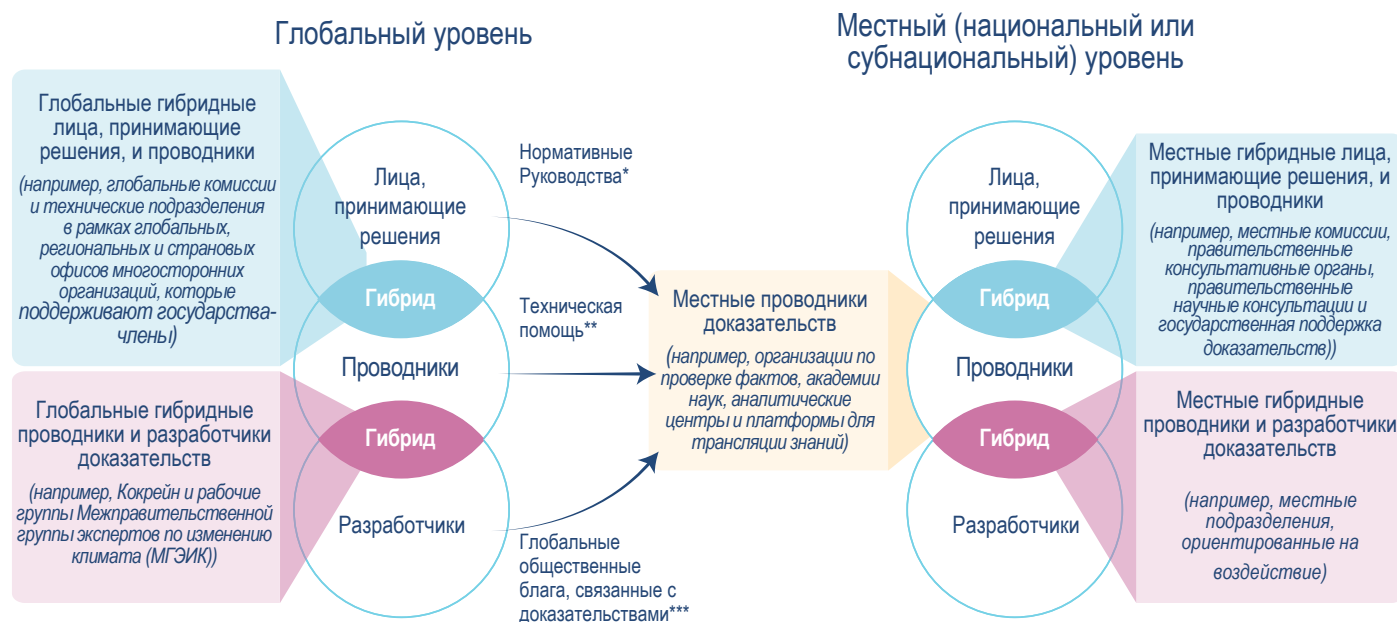 Глобальный уровень
Местный (национальный или
субнациональный) уровень
Глобальные гибридные
лица, принимающие
решения, и проводники
(например, глобальные комиссии
и технические подразделения
в рамках глобальных,
региональных и страновых
офисов многосторонних
организаций, которые
поддерживают государства-
члены)
Глобальные гибридные
проводники и разработчики
доказательств
(например, Кокрейн и рабочие
группы Межправительственной
группы экспертов по изменению
климата (МГЭИК))
Лица,
принимающие
решения
Гибрид
Проводники
Гибрид
Разработчики
Нормативные
Руководства*
Техническая
помощь**
Глобальные
общественные
блага, связанные с
доказательствами***
Местные проводники
доказательств
(например, организации по
проверке фактов, академии
наук, аналитические
центры и платформы для
трансляции знаний)
Лица,
принимающие
решения
Гибрид
Проводники
Гибрид
Разработчики
Местные гибридные лица,
принимающие решения, и
проводники
(например, местные комиссии,
правительственные
консультативные органы,
правительственные
научные консультации и
государственная поддержка
доказательств))
Местные гибридные
проводники и разработчики
доказательств
(например, местные
подразделения,
ориентированные на
воздействие)